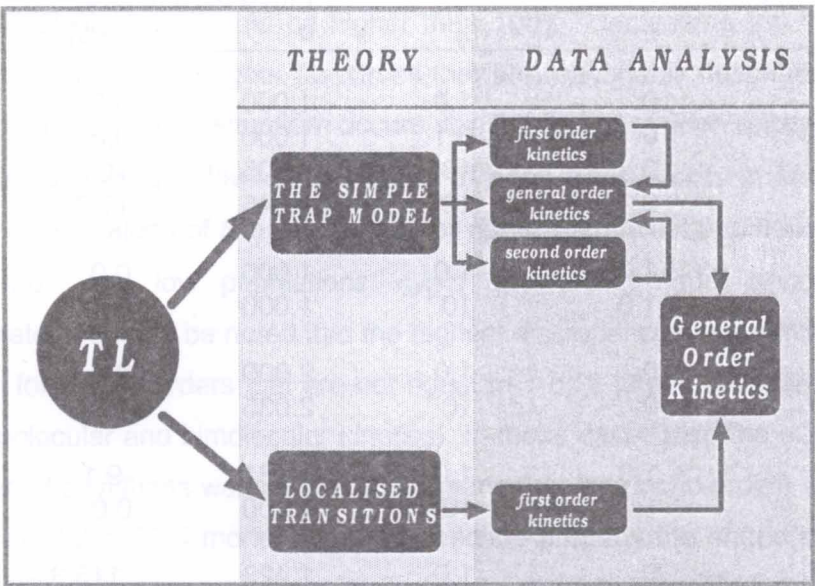 THEORY
DATA ANALYSIS
first order
kinetics
THE SIMPLE
TRAP MODEL
general order
kinetics
second order
kinetics
TL
General
Order
Kinetics
LOCALISED
TRANSITIONS
first order
kinetics